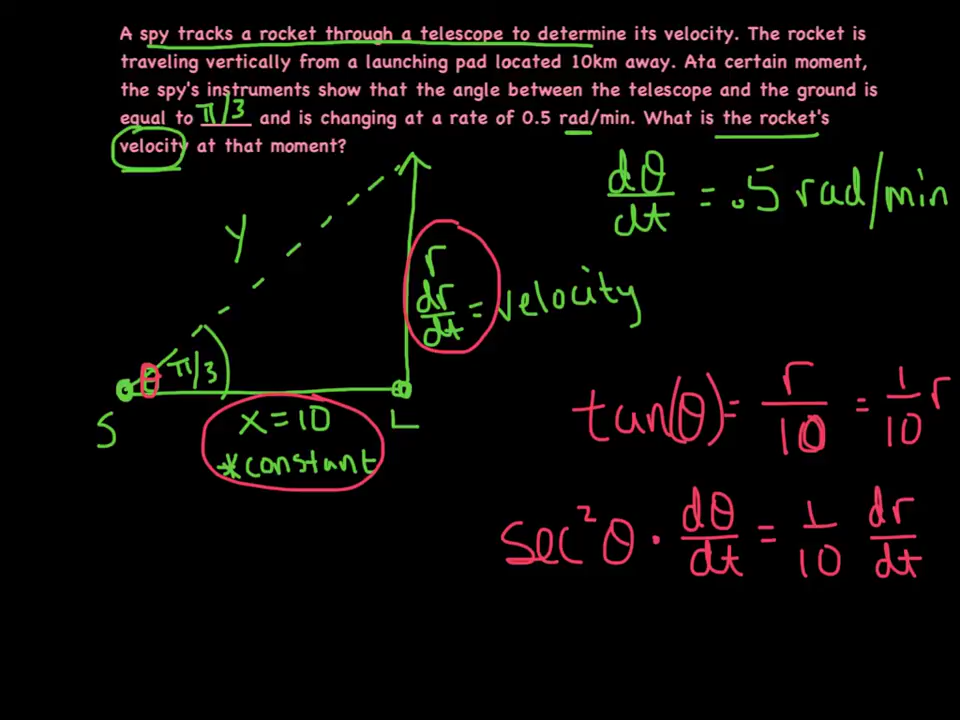 A spy tracks a rocket through a telescope to determine its velocity. The rocket is
traveling vertically from a launching pad located 10km away. Ata certain moment,
the spy's instruments show that the angle between the telescope and the ground is
equal to π/3 and is changing at a rate of 0.5 rad/min. What is the rocket's
velocity at that moment?
dθ/dt = .5 rad/min
y
r
dr/dt = velocity
θ π/3
S
x = 10
*constant
L
tan(θ) = r/10 = 1/10 r
sec²θ · dθ/dt = 1/10 dr/dt